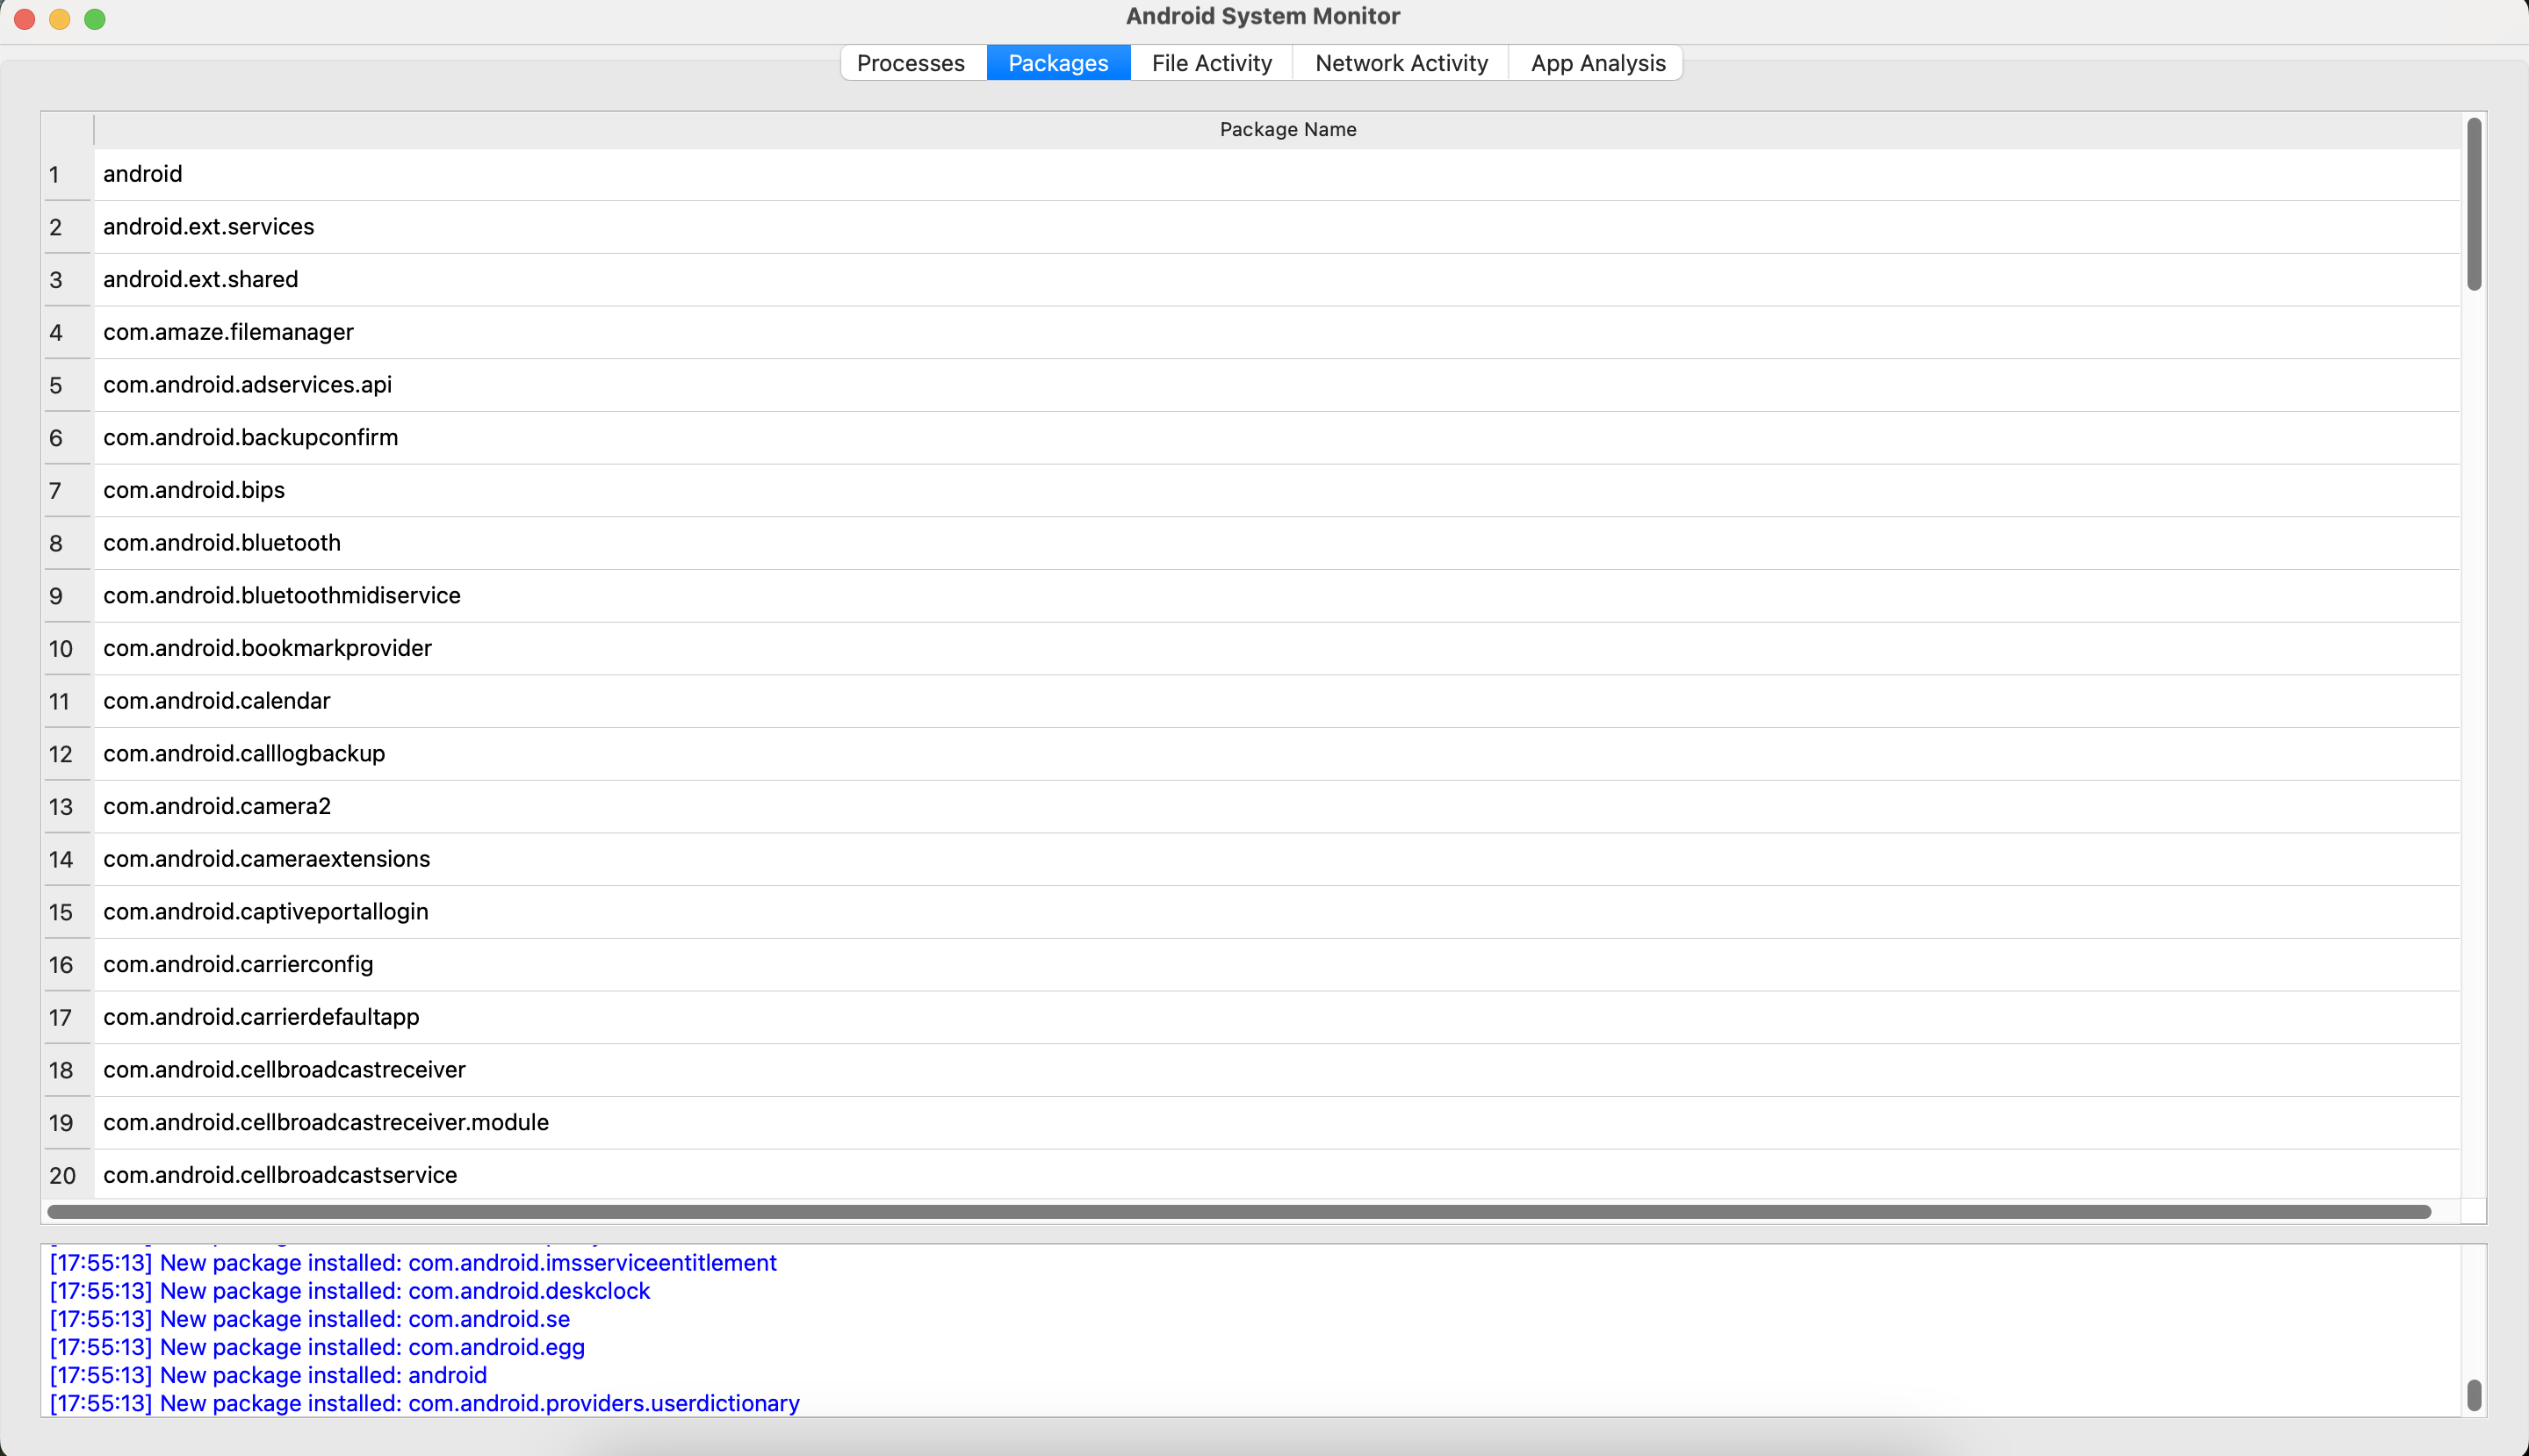 Android System Monitor
Processes Packages File Activity Network Activity App Analysis
Package Name
1 android
2 android.ext.services
3 android.ext.shared
4 com.amaze.filemanager
5 com.android.adservices.api
6 com.android.backupconfirm
7 com.android.bips
8 com.android.bluetooth
9 com.android.bluetoothmidiservice
10 com.android.bookmarkprovider
11 com.android.calendar
12 com.android.calllogbackup
13 com.android.camera2
14 com.android.cameraextensions
15 com.android.captiveportallogin
16 com.android.carrierconfig
17 com.android.carrierdefaultapp
18 com.android.cellbroadcastreceiver
19 com.android.cellbroadcastreceiver.module
20 com.android.cellbroadcastservice
[17:55:13] New package installed: com.android.imsserviceentitlement
[17:55:13] New package installed: com.android.deskclock
[17:55:13] New package installed: com.android.se
[17:55:13] New package installed: com.android.egg
[17:55:13] New package installed: android
[17:55:13] New package installed: com.android.providers.userdictionary